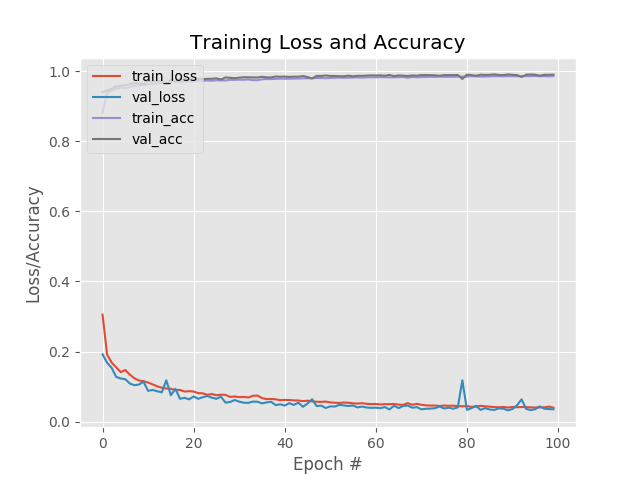 Training Loss and Accuracy
1.0
0.8
0.6
0.4
0.2
0.0
Loss/Accuracy
train_loss
val_loss
train_acc
val_acc
0 20 40 60 80 100
Epoch #